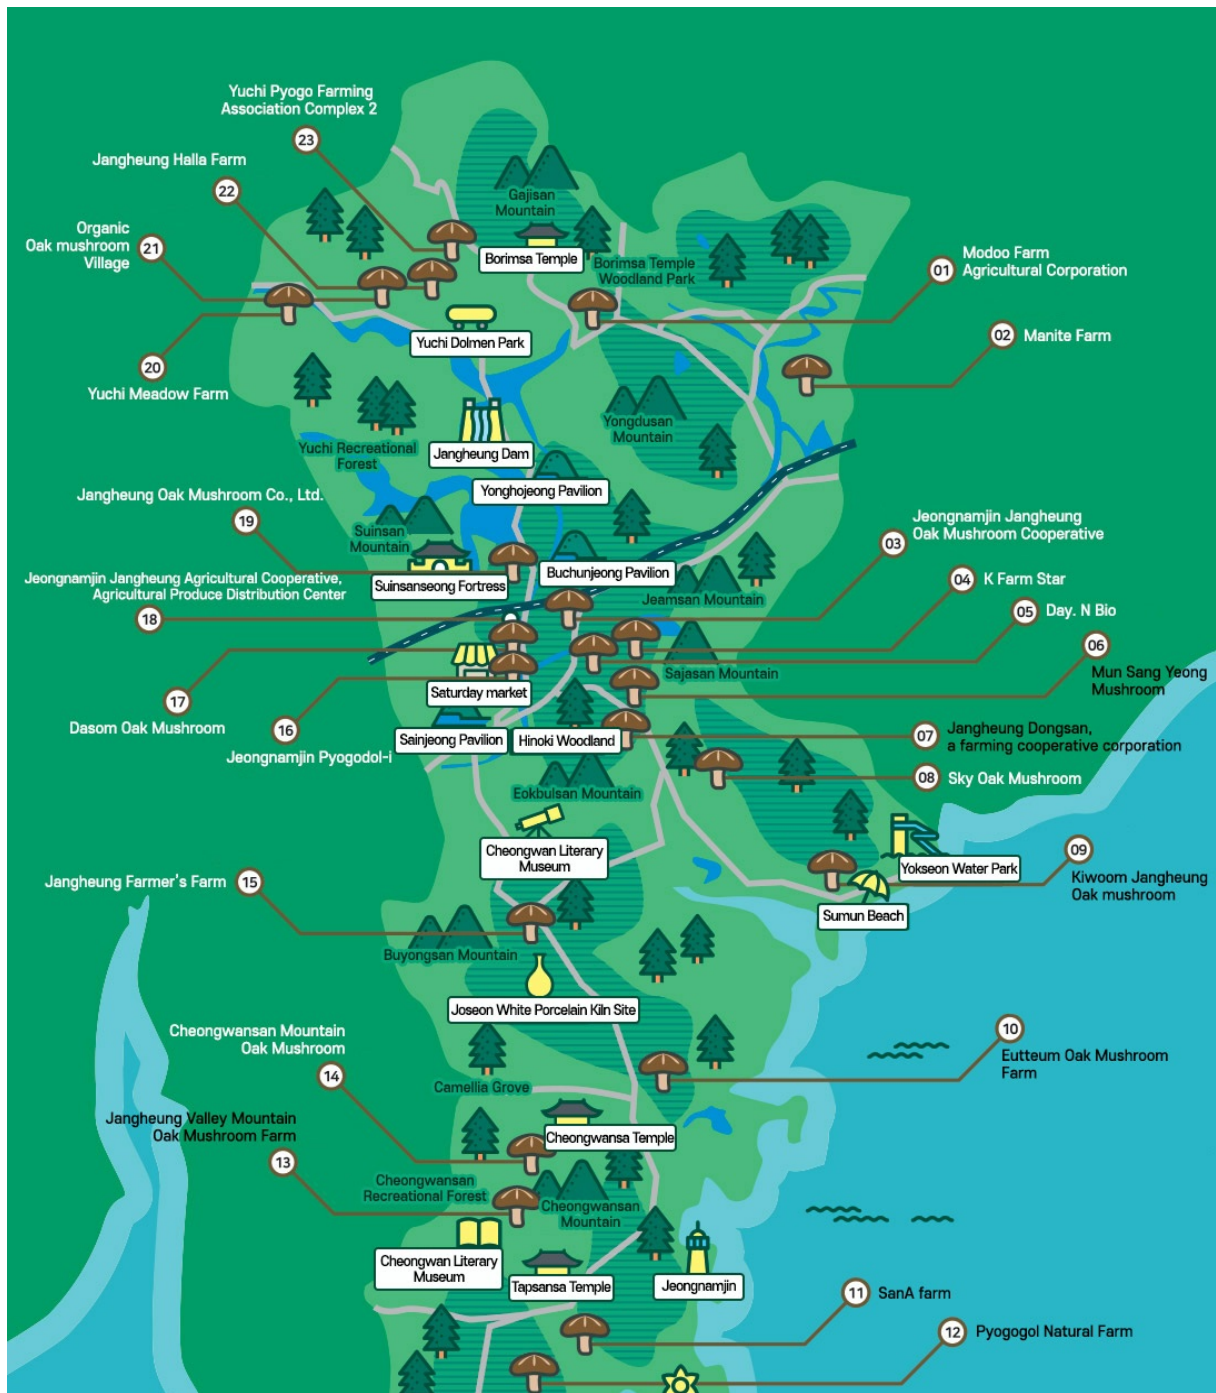 Yuchi Pyogo Farming
Association Complex 2
23
Jangheung Halla Farm
22
Organic
Oak mushroom
Village
21
20
Yuchi Meadow Farm
Gajisan
Mountain
Borimsa Temple
Borimsa Temple
Woodland Park
01
Modoo Farm
Agricultural Corporation
02
Manite Farm
Yuchi Dolmen Park
Yongdusan
Mountain
Yuchi Recreational
Forest
Jangheung Dam
Yonghojeong Pavilion
Jangheung Oak Mushroom Co., Ltd.
19
Suinsan
Mountain
Suinsanseong Fortress
Buchunjeong Pavilion
Jeamsan Mountain
Jeongnamjin Jangheung
Oak Mushroom Cooperative
03
04
K Farm Star
05
Day. N Bio
06
Mun Sang Yeong
Mushroom
Jeongnamjin Jangheung Agricultural Cooperative,
Agricultural Produce Distribution Center
18
17
Dasom Oak Mushroom
16
Jeongnamjin Pyogodol-i
Saturday market
Sajasan Mountain
Sainjeong Pavilion
Hinoki Woodland
07
Jangheung Dongsan,
a farming cooperative corporation
08
Sky Oak Mushroom
Eokbulsan Mountain
Cheongwan Literary
Museum
Yokseon Water Park
09
Kiwoom Jangheung
Oak mushroom
Sumun Beach
Jangheung Farmer's Farm
15
Buyongsan Mountain
Joseon White Porcelain Kiln Site
10
Eutteum Oak Mushroom
Farm
Cheongwansan Mountain
Oak Mushroom
14
Camellia Grove
Jangheung Valley Mountain
Oak Mushroom Farm
13
Cheongwansa Temple
Cheongwansan
Recreational Forest
Cheongwansan
Mountain
Cheongwan Literary
Museum
Tapsansa Temple
Jeongnamjin
11
SanA farm
12
Pyogogol Natural Farm